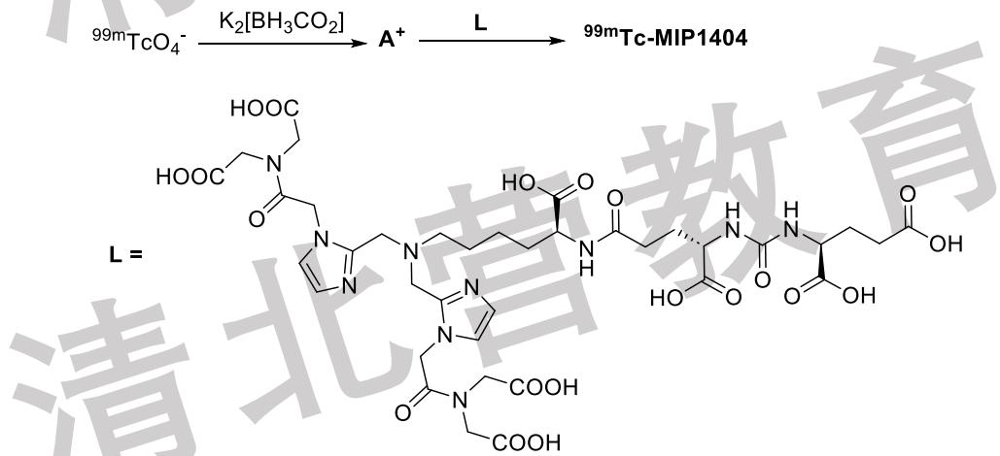 ⁹⁹ᵐTcO₄⁻ K₂[BH₃CO₂] A⁺ L ⁹⁹ᵐTc-MIP1404
HOOC
HOOC N
O
HO O
N N
L =
N
N
N
O
N COOH
COOH
O
H
N
HO O
N
H
O
H
N
O
O OH
O
OH
清北营教育